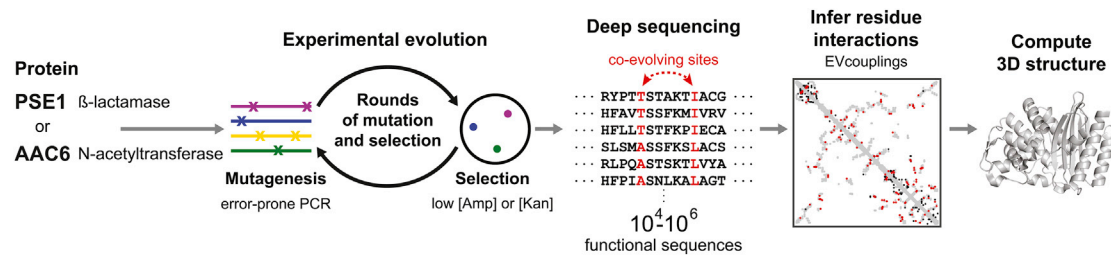 Protein
PSE1 ß-lactamase
or
AAC6 N-acetyltransferase
Experimental evolution
Rounds
of mutation
and selection
Mutagenesis
error-prone PCR
Selection
low [Amp] or [Kan]
Deep sequencing
co-evolving sites
··· RYPTTSTAKTIACG ···
HFAVTSSFKMIVRV
HFLLTSTFKPIECA
SLSMASSFKSLACS
RLPQASTSKTLVYA
··· HFPIASNLKALAGT ···
10⁴-10⁶
functional sequences
Infer residue
interactions
EVcouplings
Compute
3D structure